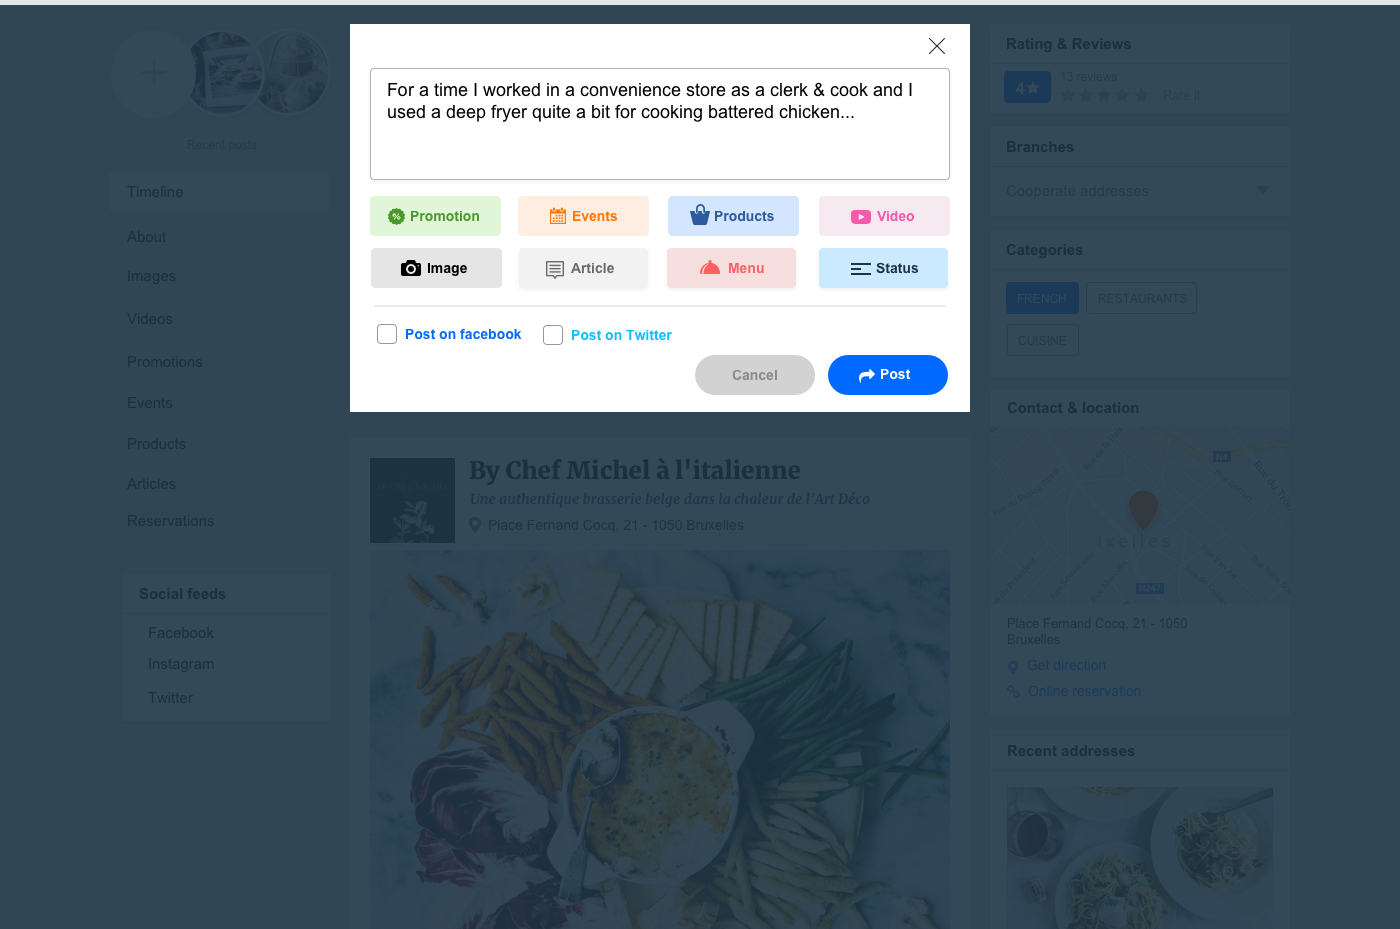 For a time I worked in a convenience store as a clerk & cook and I
used a deep fryer quite a bit for cooking battered chicken...
Promotion
Events
Products
Video
Image
Article
Menu
Status
Post on facebook
Post on Twitter
Cancel
Post
Recent posts
Timeline
About
Images
Videos
Promotions
Events
Products
Articles
Reservations
Social feeds
Facebook
Instagram
Twitter
By Chef Michel à l'italienne
Une authentique brasserie belge dans la chaleur de l'Art Déco
Place Fernand Cocq, 21 - 1050 Bruxelles
Rating & Reviews
4
13 reviews
Rate it
Branches
Cooperate addresses
Categories
FRENCH
RESTAURANTS
CUISINE
Contact & location
Ixelles
Place Fernand Cocq, 21 - 1050
Bruxelles
Get direction
Online reservation
Recent addresses